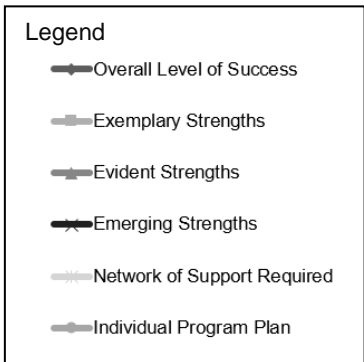 Legend
Overall Level of Success
Exemplary Strengths
Evident Strengths
Emerging Strengths
Network of Support Required
Individual Program Plan